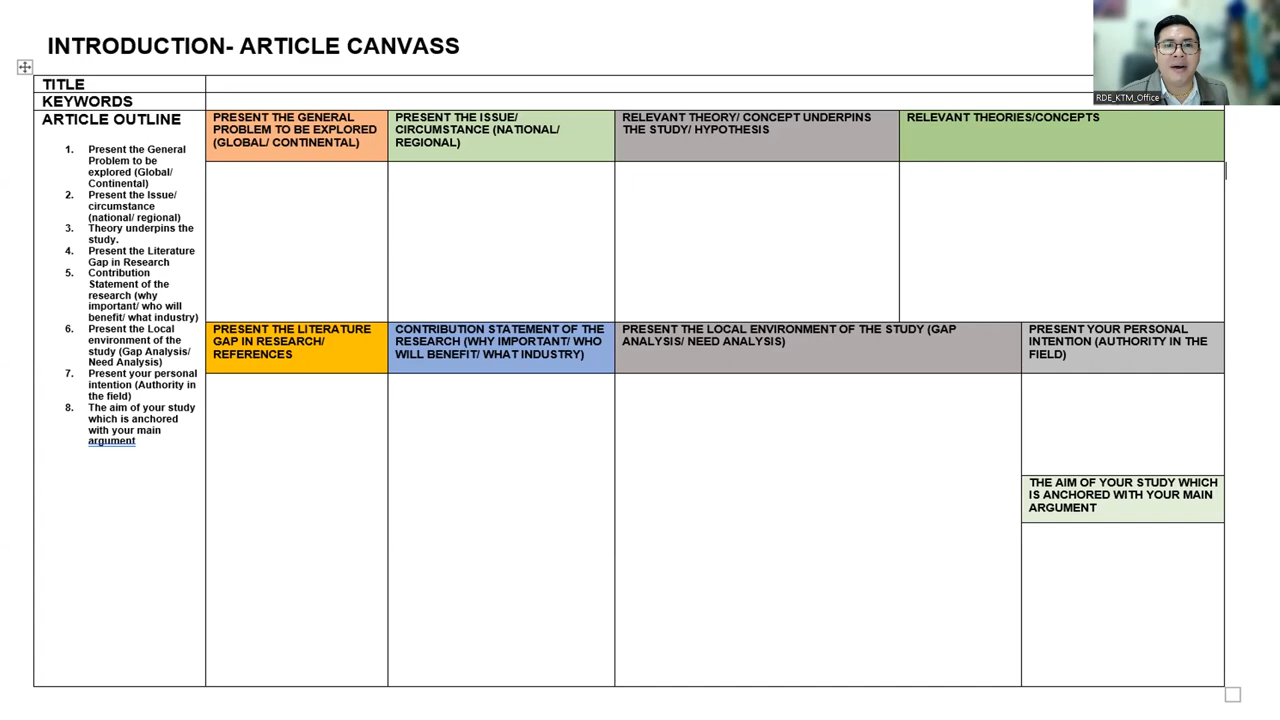 INTRODUCTION- ARTICLE CANVASS
TITLE
KEYWORDS
ARTICLE OUTLINE
1. Present the General
Problem to be
explored (Global/
Continental)
2. Present the Issue/
circumstance
(national/ regional)
3. Theory underpins the
study.
4. Present the Literature
Gap in Research
5. Contribution
Statement of the
research (why
important/ who will
benefit/ what industry)
6. Present the Local
environment of the
study (Gap Analysis/
Need Analysis)
7. Present your personal
intention (Authority in
the field)
8. The aim of your study
which is anchored
with your main
argument
PRESENT THE GENERAL
PROBLEM TO BE EXPLORED
(GLOBAL/ CONTINENTAL)
PRESENT THE ISSUE/
CIRCUMSTANCE (NATIONAL/
REGIONAL)
RELEVANT THEORY/ CONCEPT UNDERPINS
THE STUDY/ HYPOTHESIS
RELEVANT THEORIES/CONCEPTS
PRESENT THE LITERATURE
GAP IN RESEARCH/
REFERENCES
CONTRIBUTION STATEMENT OF THE
RESEARCH (WHY IMPORTANT/ WHO
WILL BENEFIT/ WHAT INDUSTRY)
PRESENT THE LOCAL ENVIRONMENT OF THE STUDY (GAP
ANALYSIS/ NEED ANALYSIS)
PRESENT YOUR PERSONAL
INTENTION (AUTHORITY IN THE
FIELD)
THE AIM OF YOUR STUDY WHICH
IS ANCHORED WITH YOUR MAIN
ARGUMENT
RDE_KTM_Office